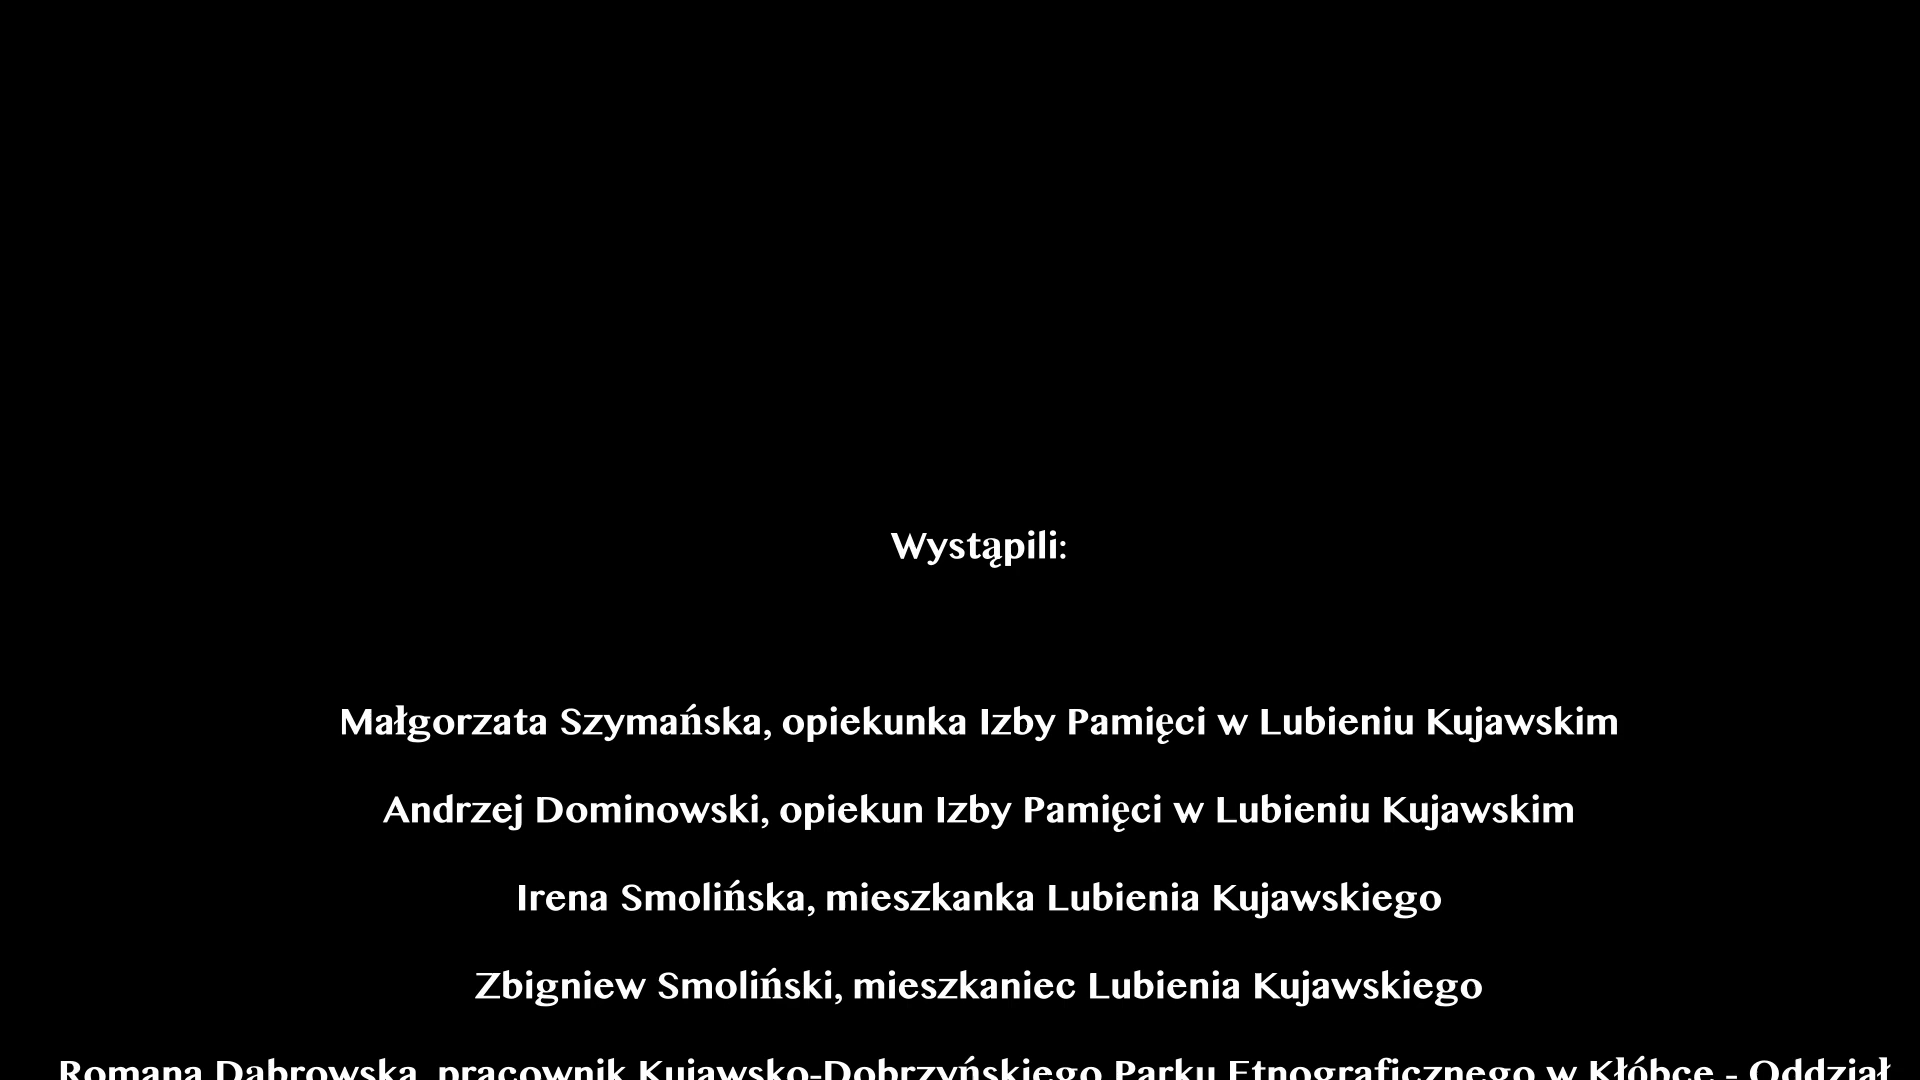 Wystąpili:
Małgorzata Szymańska, opiekunka Izby Pamięci w Lubieniu Kujawskim
Andrzej Dominowski, opiekun Izby Pamięci w Lubieniu Kujawskim
Irena Smolińska, mieszkanka Lubienia Kujawskiego
Zbigniew Smoliński, mieszkaniec Lubienia Kujawskiego
Romana Dąbrowska, pracownik Kujawsko-Dobrzyńskiego Parku Etnograficznego w Kłóbce - Oddział